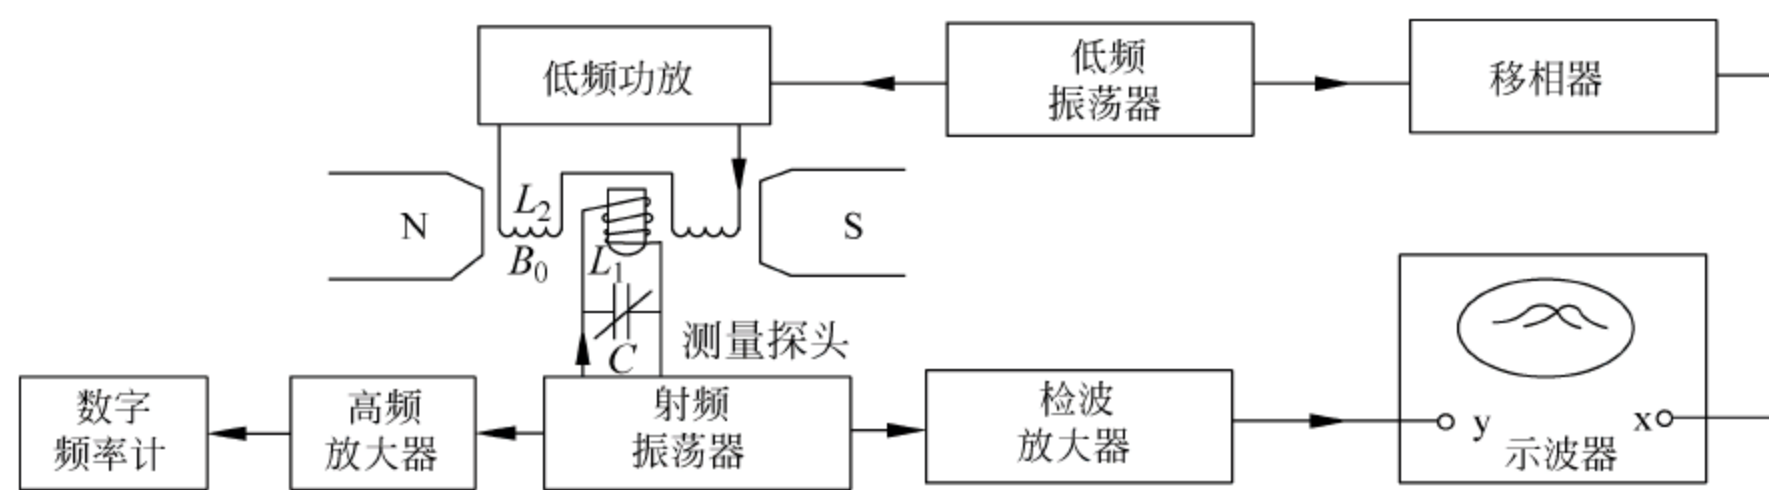 低频功放
低频
振荡器
移相器
N
L2
B0
L1
S
C
测量探头
数字
频率计
高频
放大器
射频
振荡器
检波
放大器
y
x
示波器